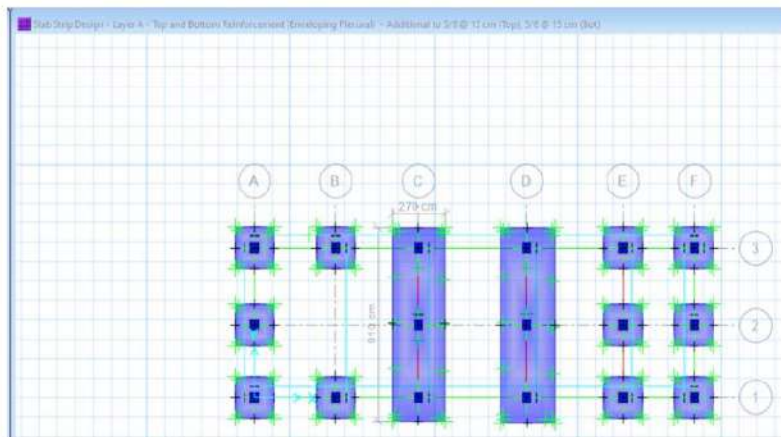 Slab Strip Design - Layer A - Top and Bottom Reinforcement (Enveloping Flexural) - Additional to 5/8 @ 12 cm (Top), 5/8 @ 15 cm (Bot)
A B C D E F
270 cm
3
810 cm
2
1